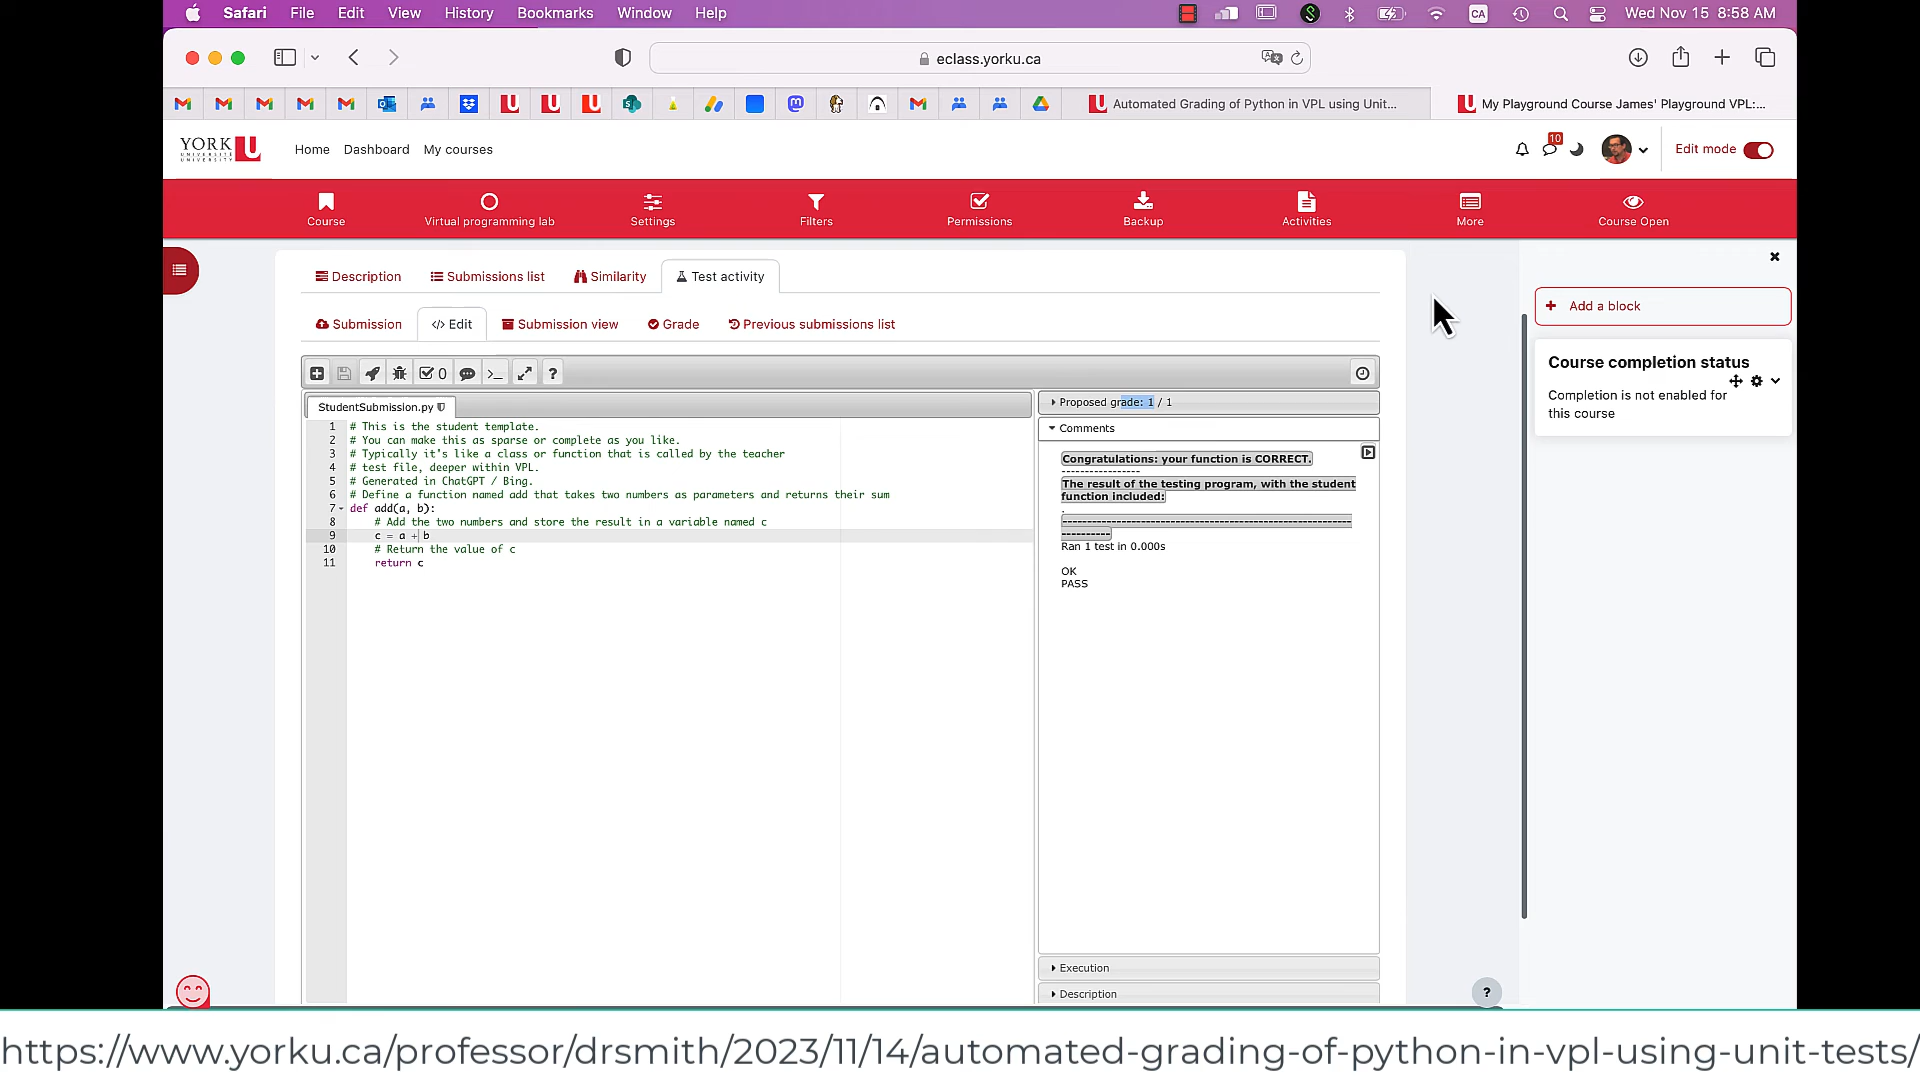 Safari File Edit View History Bookmarks Window Help CA Wed Nov 15 8:58 AM
eclass.yorku.ca
Automated Grading of Python in VPL using Unit... My Playground Course James' Playground VPL:...
YORK U Home Dashboard My courses 10 Edit mode
UNIVERSITÉ UNIVERSITY
Course Virtual programming lab Settings Filters Permissions Backup Activities More Course Open
Description Submissions list Similarity Test activity
+ Add a block
Submission </> Edit Submission view Grade Previous submissions list
Course completion status
Completion is not enabled for
this course
0 >_ ?
StudentSubmission.py
1 # This is the student template.
2 # You can make this as sparse or complete as you like.
3 # Typically it's like a class or function that is called by the teacher
4 # test file, deeper within VPL.
5 # Generated in ChatGPT / Bing.
6 # Define a function named add that takes two numbers as parameters and returns their sum
7 def add(a, b):
8 # Add the two numbers and store the result in a variable named c
9 c = a + b
10 # Return the value of c
11 return c
Proposed grade: 1 / 1
Comments
Congratulations: your function is CORRECT.
-----------------
The result of the testing program, with the student
function included:
.
----------------------------------------------------------
----------
Ran 1 test in 0.000s
OK
PASS
Execution
Description
?
https://www.yorku.ca/professor/drsmith/2023/11/14/automated-grading-of-python-in-vpl-using-unit-tests/